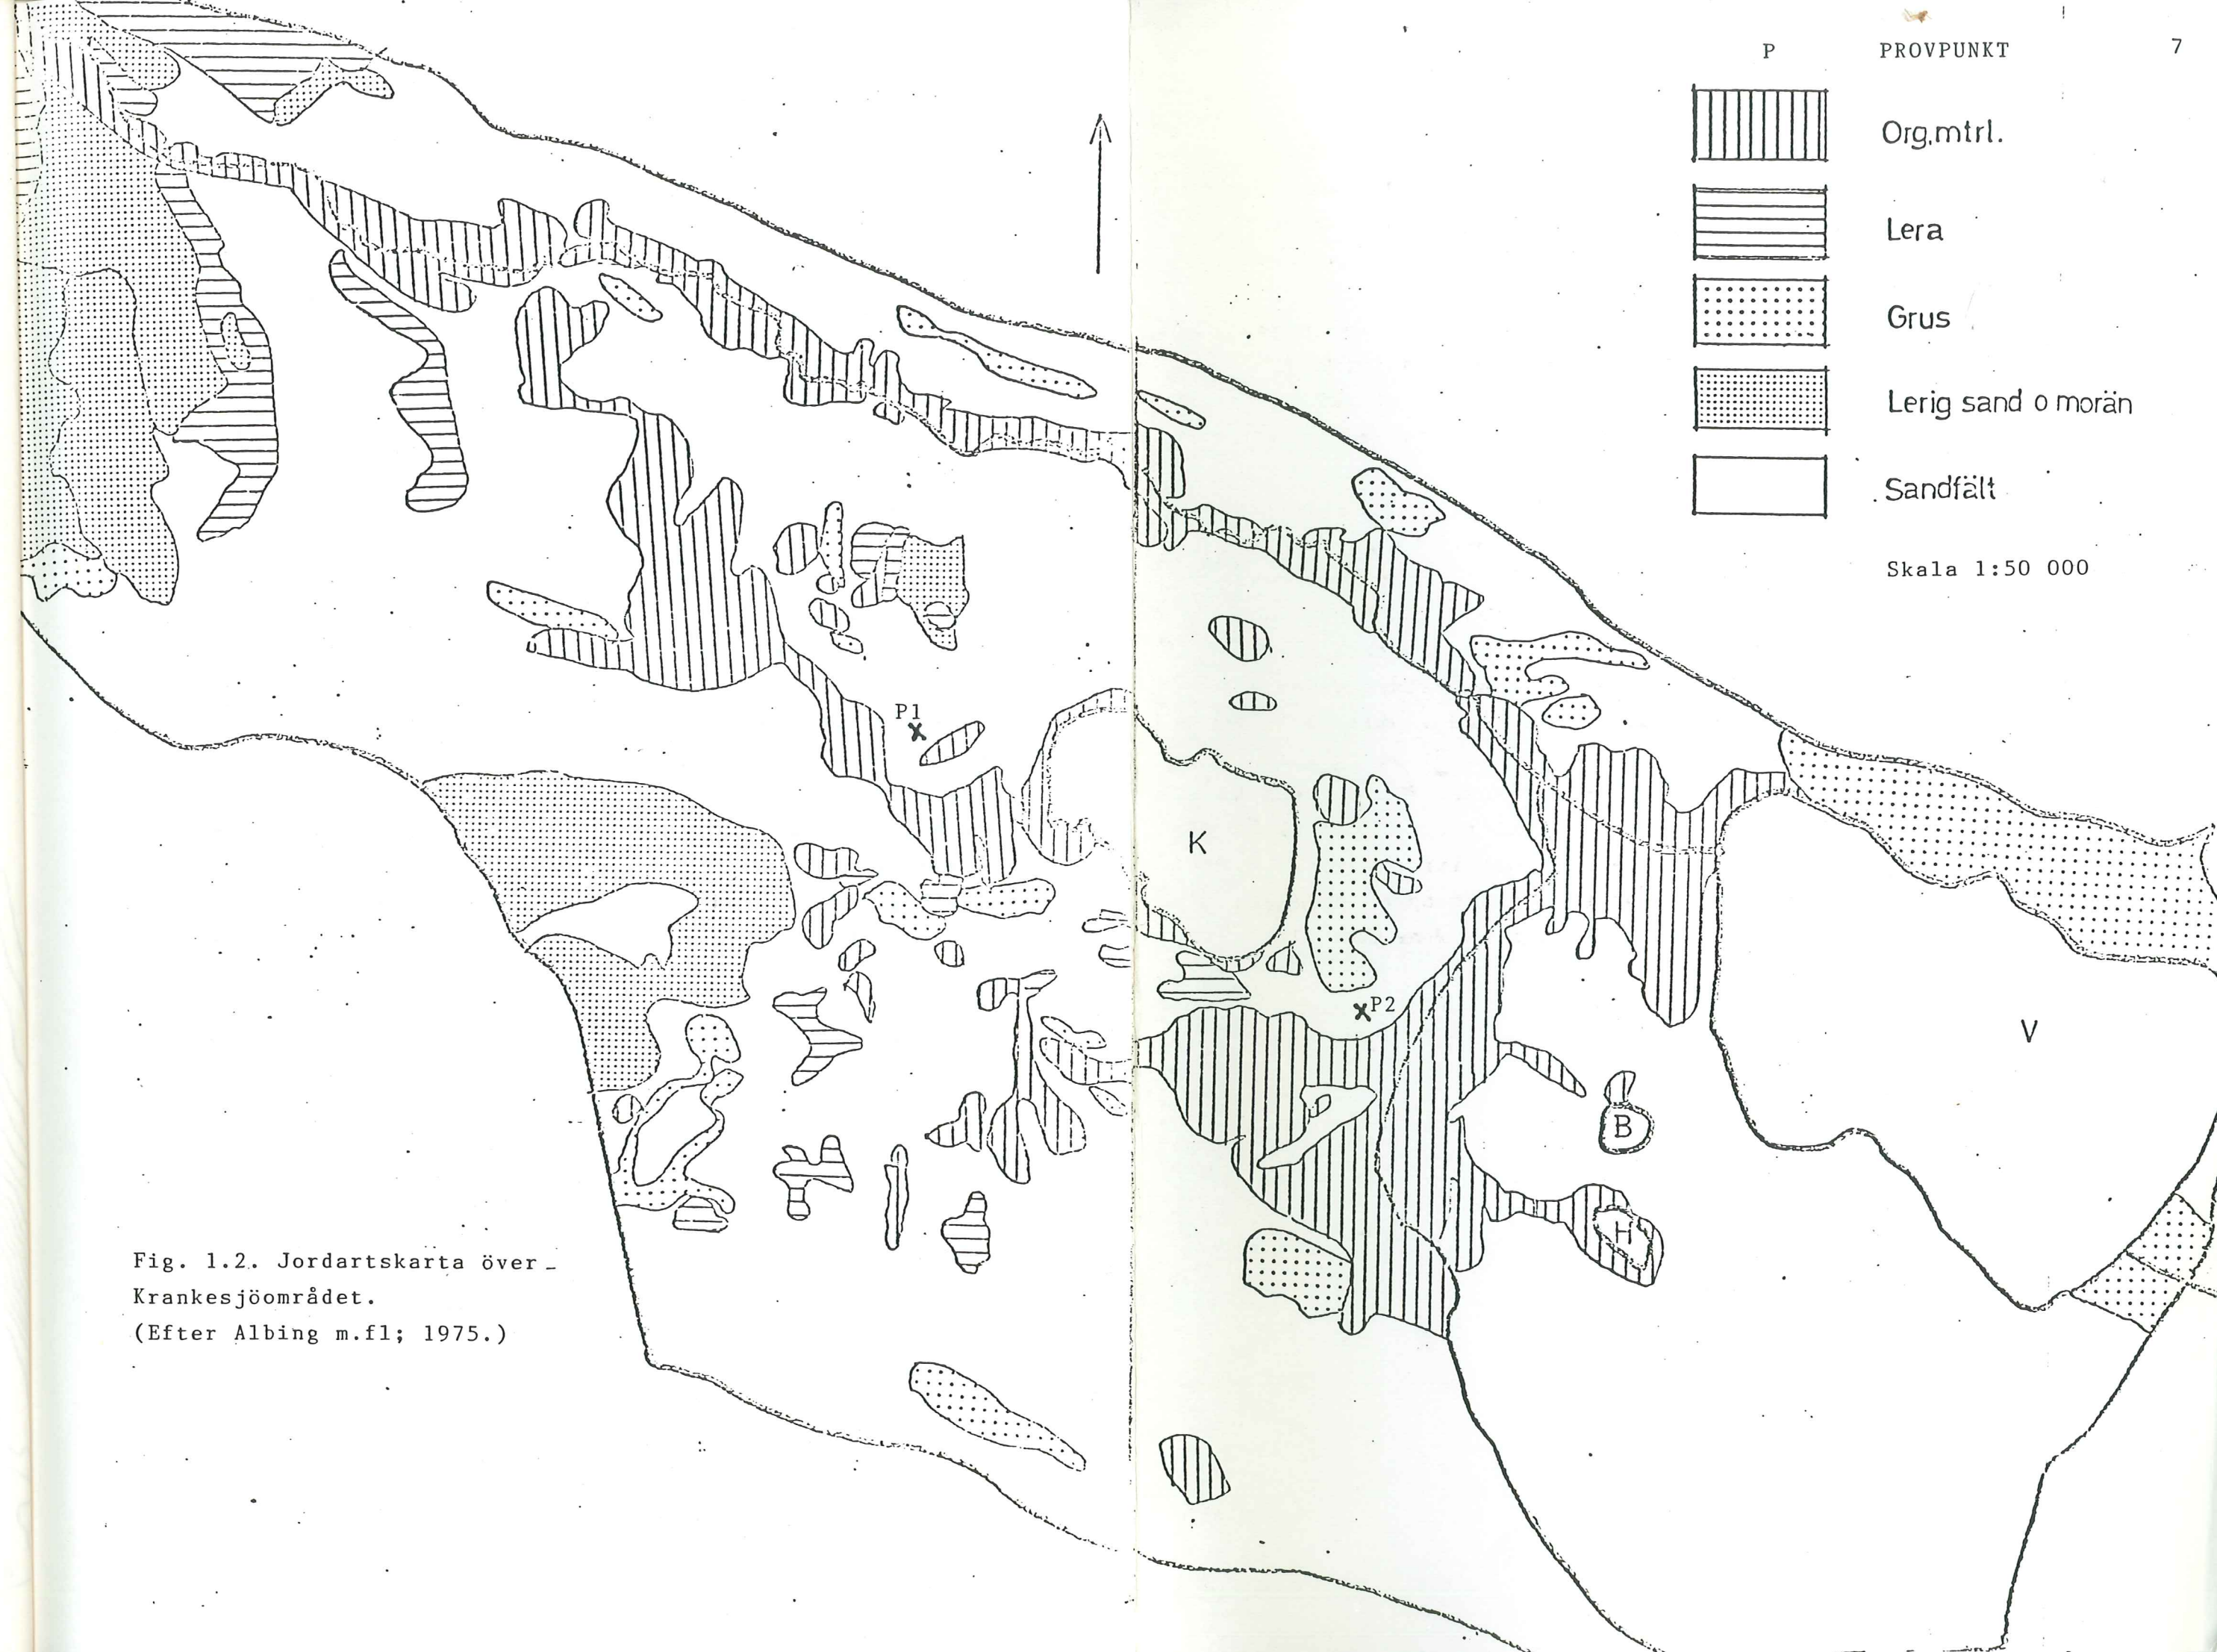 P PROVPUNKT 7
Org.mtrl.
Lera
Grus
Lerig sand o morän
Sandfält
Skala 1:50 000
P1
K
P2
V
B
H
Fig. 1.2. Jordartskarta över
Krankesjöområdet.
(Efter Albing m.fl; 1975.)